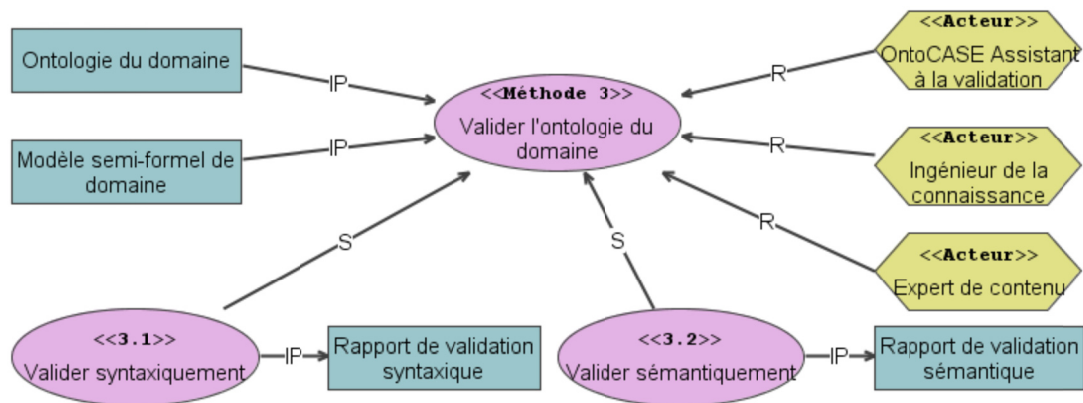 Ontologie du domaine
IP
Modèle semi-formel de
domaine
IP
<<Méthode 3>>
Valider l'ontologie du
domaine
<<Acteur>>
OntoCASE Assistant
à la validation
R
<<Acteur>>
Ingénieur de la
connaissance
R
<<Acteur>>
Expert de contenu
R
S
S
<<3.1>>
Valider syntaxiquement
IP
Rapport de validation
syntaxique
<<3.2>>
Valider sémantiquement
IP
Rapport de validation
sémantique